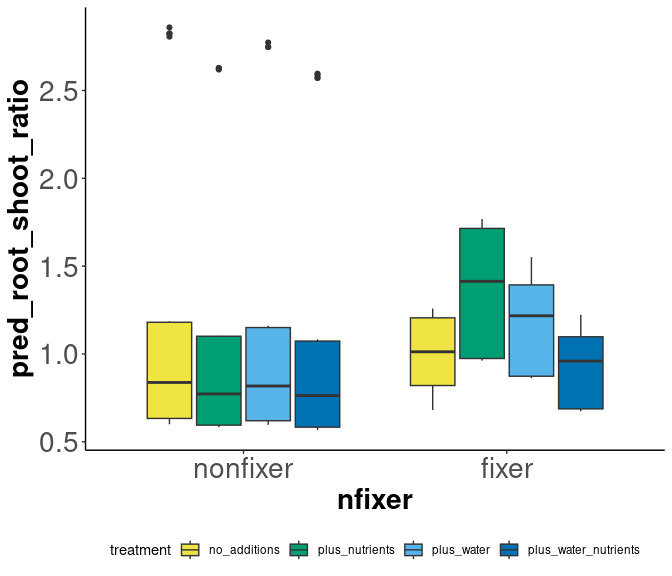 pred_root_shoot_ratio
2.5
2.0
1.5
1.0
0.5
nonfixer fixer
nfixer
treatment no_additions plus_nutrients plus_water plus_water_nutrients